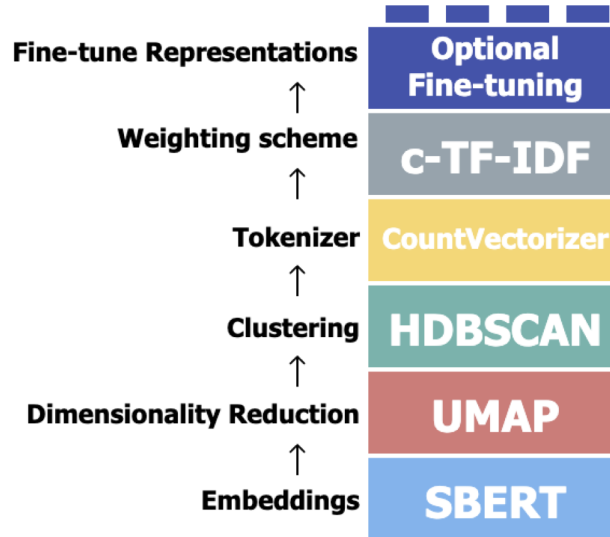 Fine-tune Representations
Optional
Fine-tuning
Weighting scheme
c-TF-IDF
Tokenizer
CountVectorizer
Clustering
HDBSCAN
Dimensionality Reduction
UMAP
Embeddings
SBERT